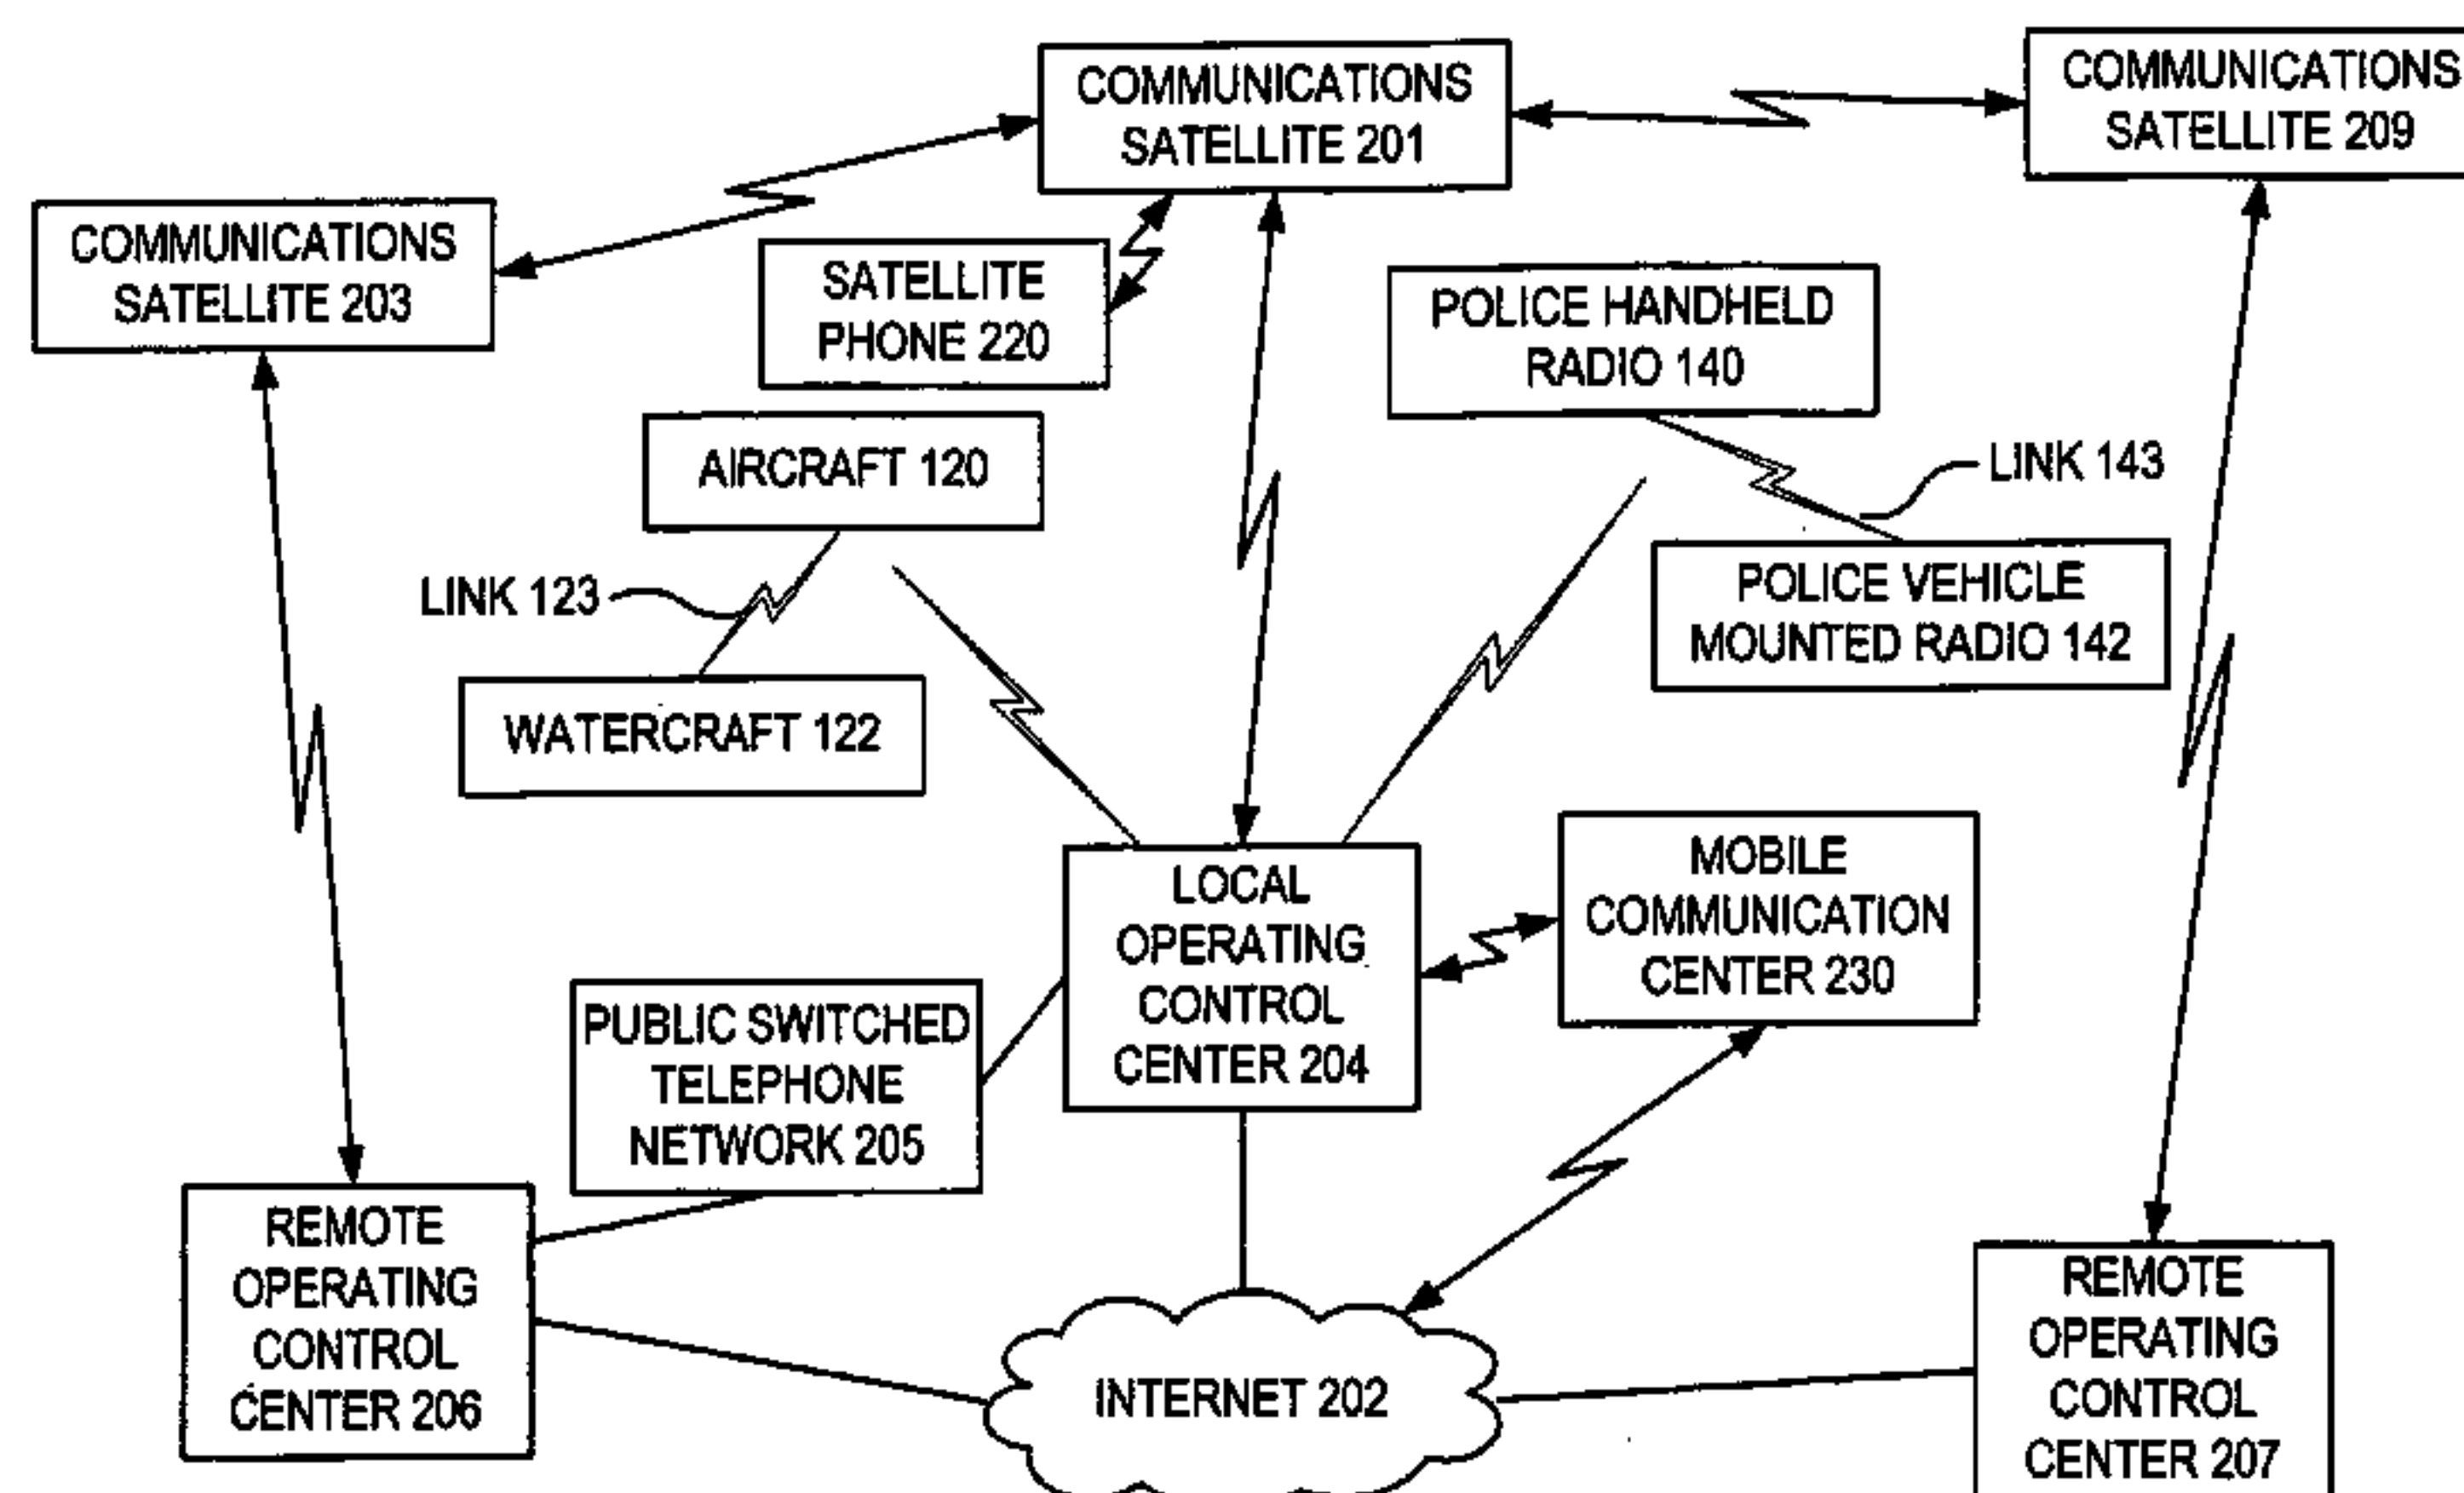 COMMUNICATIONS
SATELLITE 201
COMMUNICATIONS
SATELLITE 209
COMMUNICATIONS
SATELLITE 203
SATELLITE
PHONE 220
POLICE HANDHELD
RADIO 140
AIRCRAFT 120
LINK 143
LINK 123
POLICE VEHICLE
MOUNTED RADIO 142
WATERCRAFT 122
LOCAL
OPERATING
CONTROL
CENTER 204
MOBILE
COMMUNICATION
CENTER 230
PUBLIC SWITCHED
TELEPHONE
NETWORK 205
REMOTE
OPERATING
CONTROL
CENTER 206
INTERNET 202
REMOTE
OPERATING
CONTROL
CENTER 207